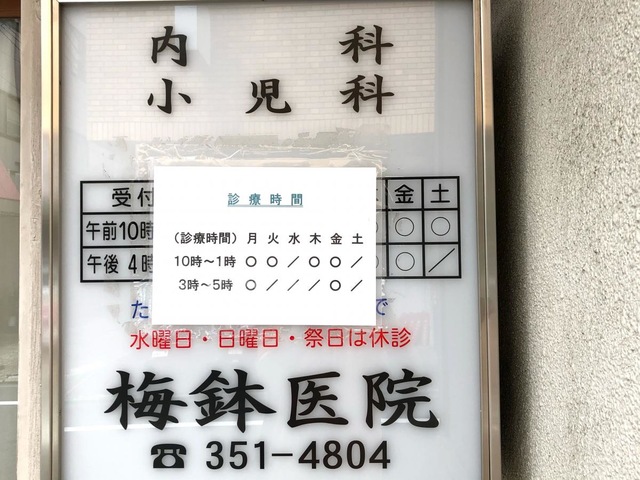 内科
小児科
診療時間
(診療時間) 月 火 水 木 金 土
10時～1時 ○ ○ ／ ○ ○ ／
3時～5時 ○ ／ ／ ／ ○ ／
受付 金 土
午前10時 ○ ○
午後4時 ○ ／
た で
水曜日・日曜日・祭日は休診
梅鉢医院
☎ 351-4804